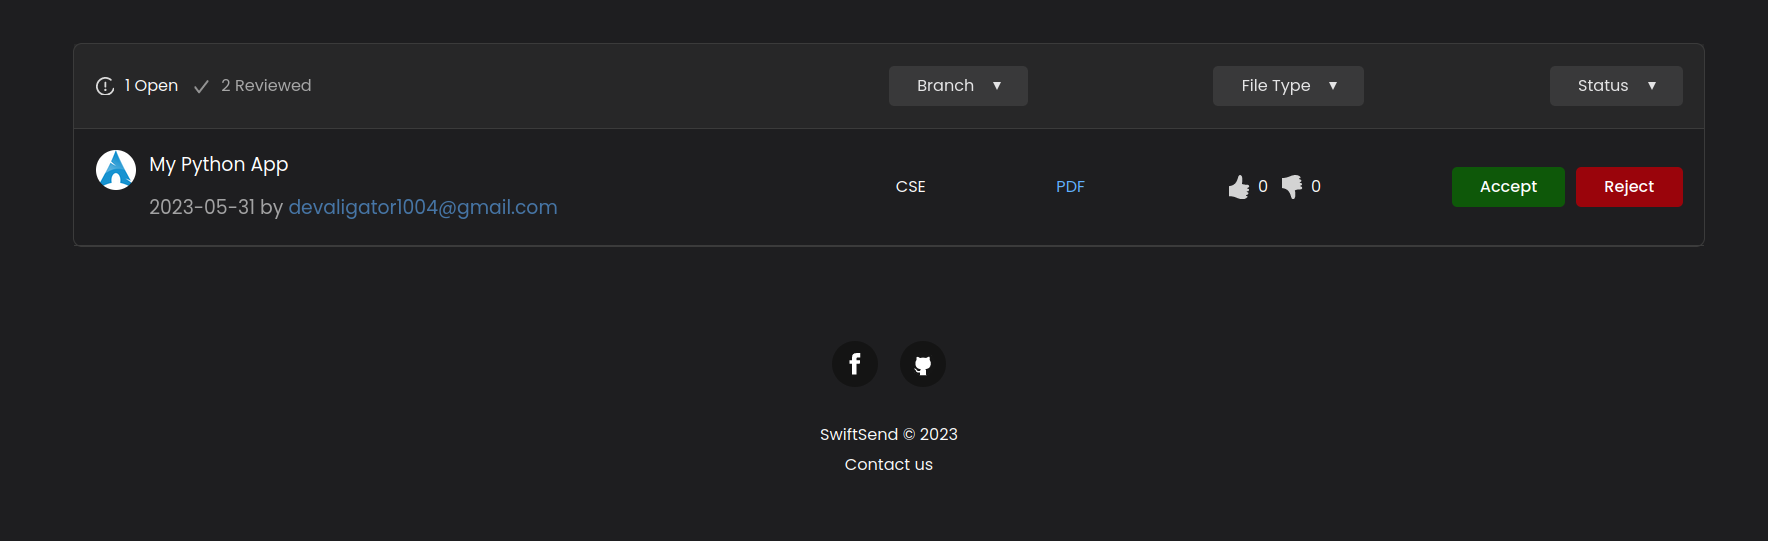 1 Open 2 Reviewed Branch ▼ File Type ▼ Status ▼
My Python App
CSE PDF 0 0 Accept Reject
2023-05-31 by devaligator1004@gmail.com
SwiftSend © 2023
Contact us